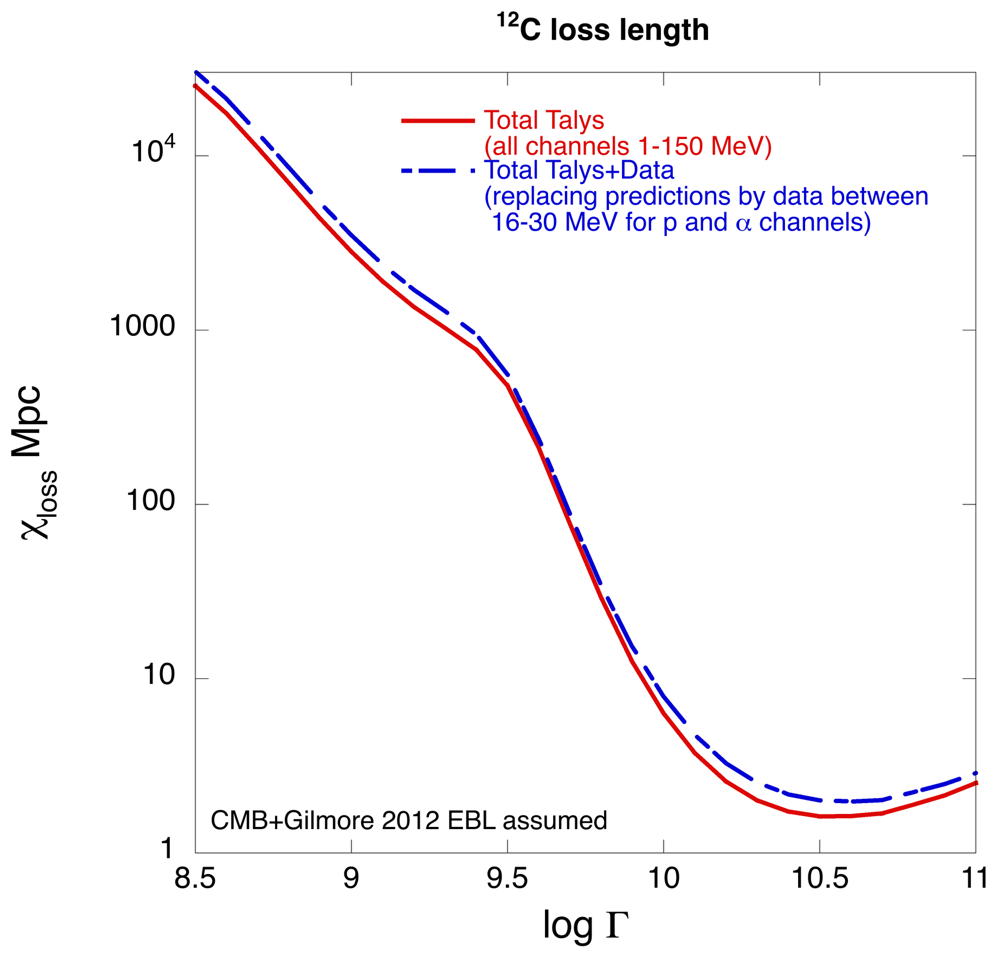 ¹²C loss length
Total Talys
(all channels 1-150 MeV)
Total Talys+Data
(replacing predictions by data between
16-30 MeV for p and α channels)
10⁴
1000
100
10
1
χloss Mpc
CMB+Gilmore 2012 EBL assumed
8.5 9 9.5 10 10.5 11
log Γ